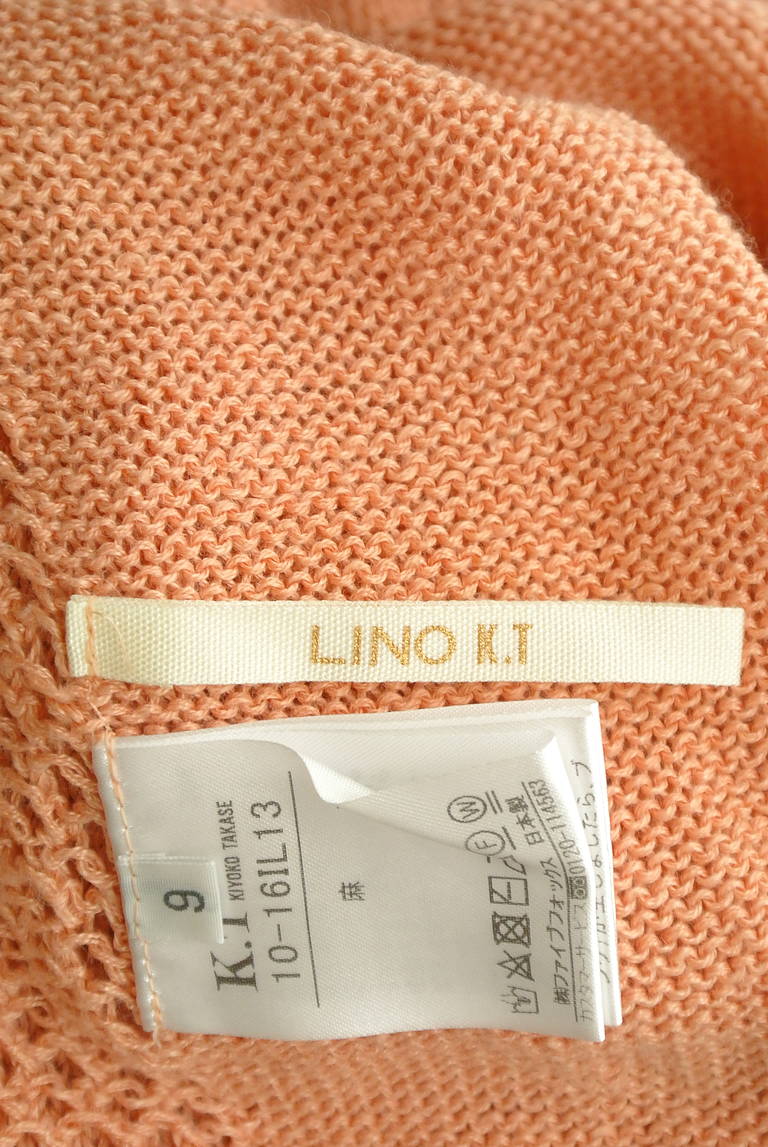 LINO K.T
9
K.T KIYOKO TAKASE
10-16IL13
麻
W
F
㈱ファイブフォックス 日本製
カスタマーサービス 0120-114563